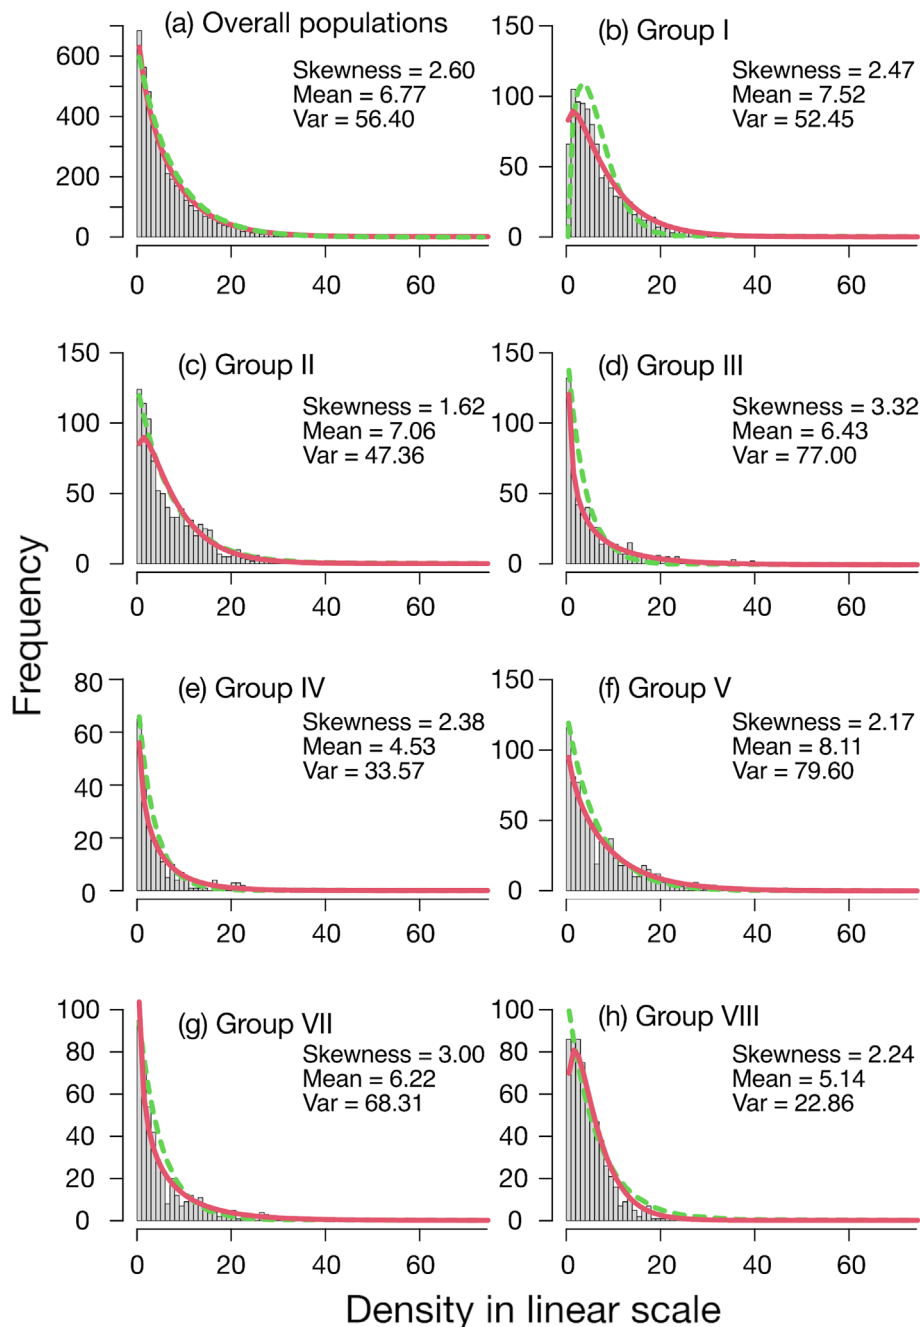 (a) Overall populations
Skewness = 2.60
Mean = 6.77
Var = 56.40
600
400
200
0
0 20 40 60
(b) Group I
Skewness = 2.47
Mean = 7.52
Var = 52.45
150
100
50
0
0 20 40 60
(c) Group II
Skewness = 1.62
Mean = 7.06
Var = 47.36
150
100
50
0
0 20 40 60
(d) Group III
Skewness = 3.32
Mean = 6.43
Var = 77.00
150
100
50
0
0 20 40 60
(e) Group IV
Skewness = 2.38
Mean = 4.53
Var = 33.57
80
60
40
20
0
0 20 40 60
(f) Group V
Skewness = 2.17
Mean = 8.11
Var = 79.60
150
100
50
0
0 20 40 60
(g) Group VII
Skewness = 3.00
Mean = 6.22
Var = 68.31
100
80
60
40
20
0
0 20 40 60
(h) Group VIII
Skewness = 2.24
Mean = 5.14
Var = 22.86
100
80
60
40
20
0
0 20 40 60
Frequency
Density in linear scale